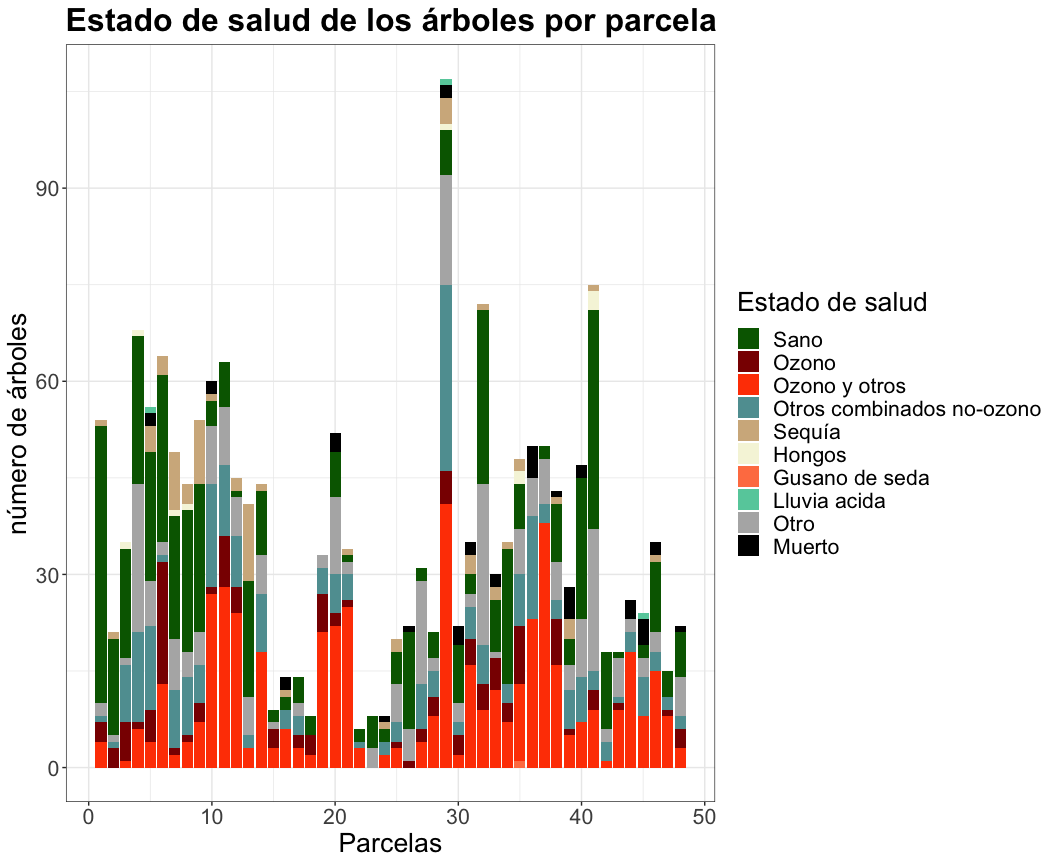 Estado de salud de los árboles por parcela
número de árboles
90
60
30
0
0 10 20 30 40 50
Parcelas
Estado de salud
Sano
Ozono
Ozono y otros
Otros combinados no-ozono
Sequía
Hongos
Gusano de seda
Lluvia acida
Otro
Muerto